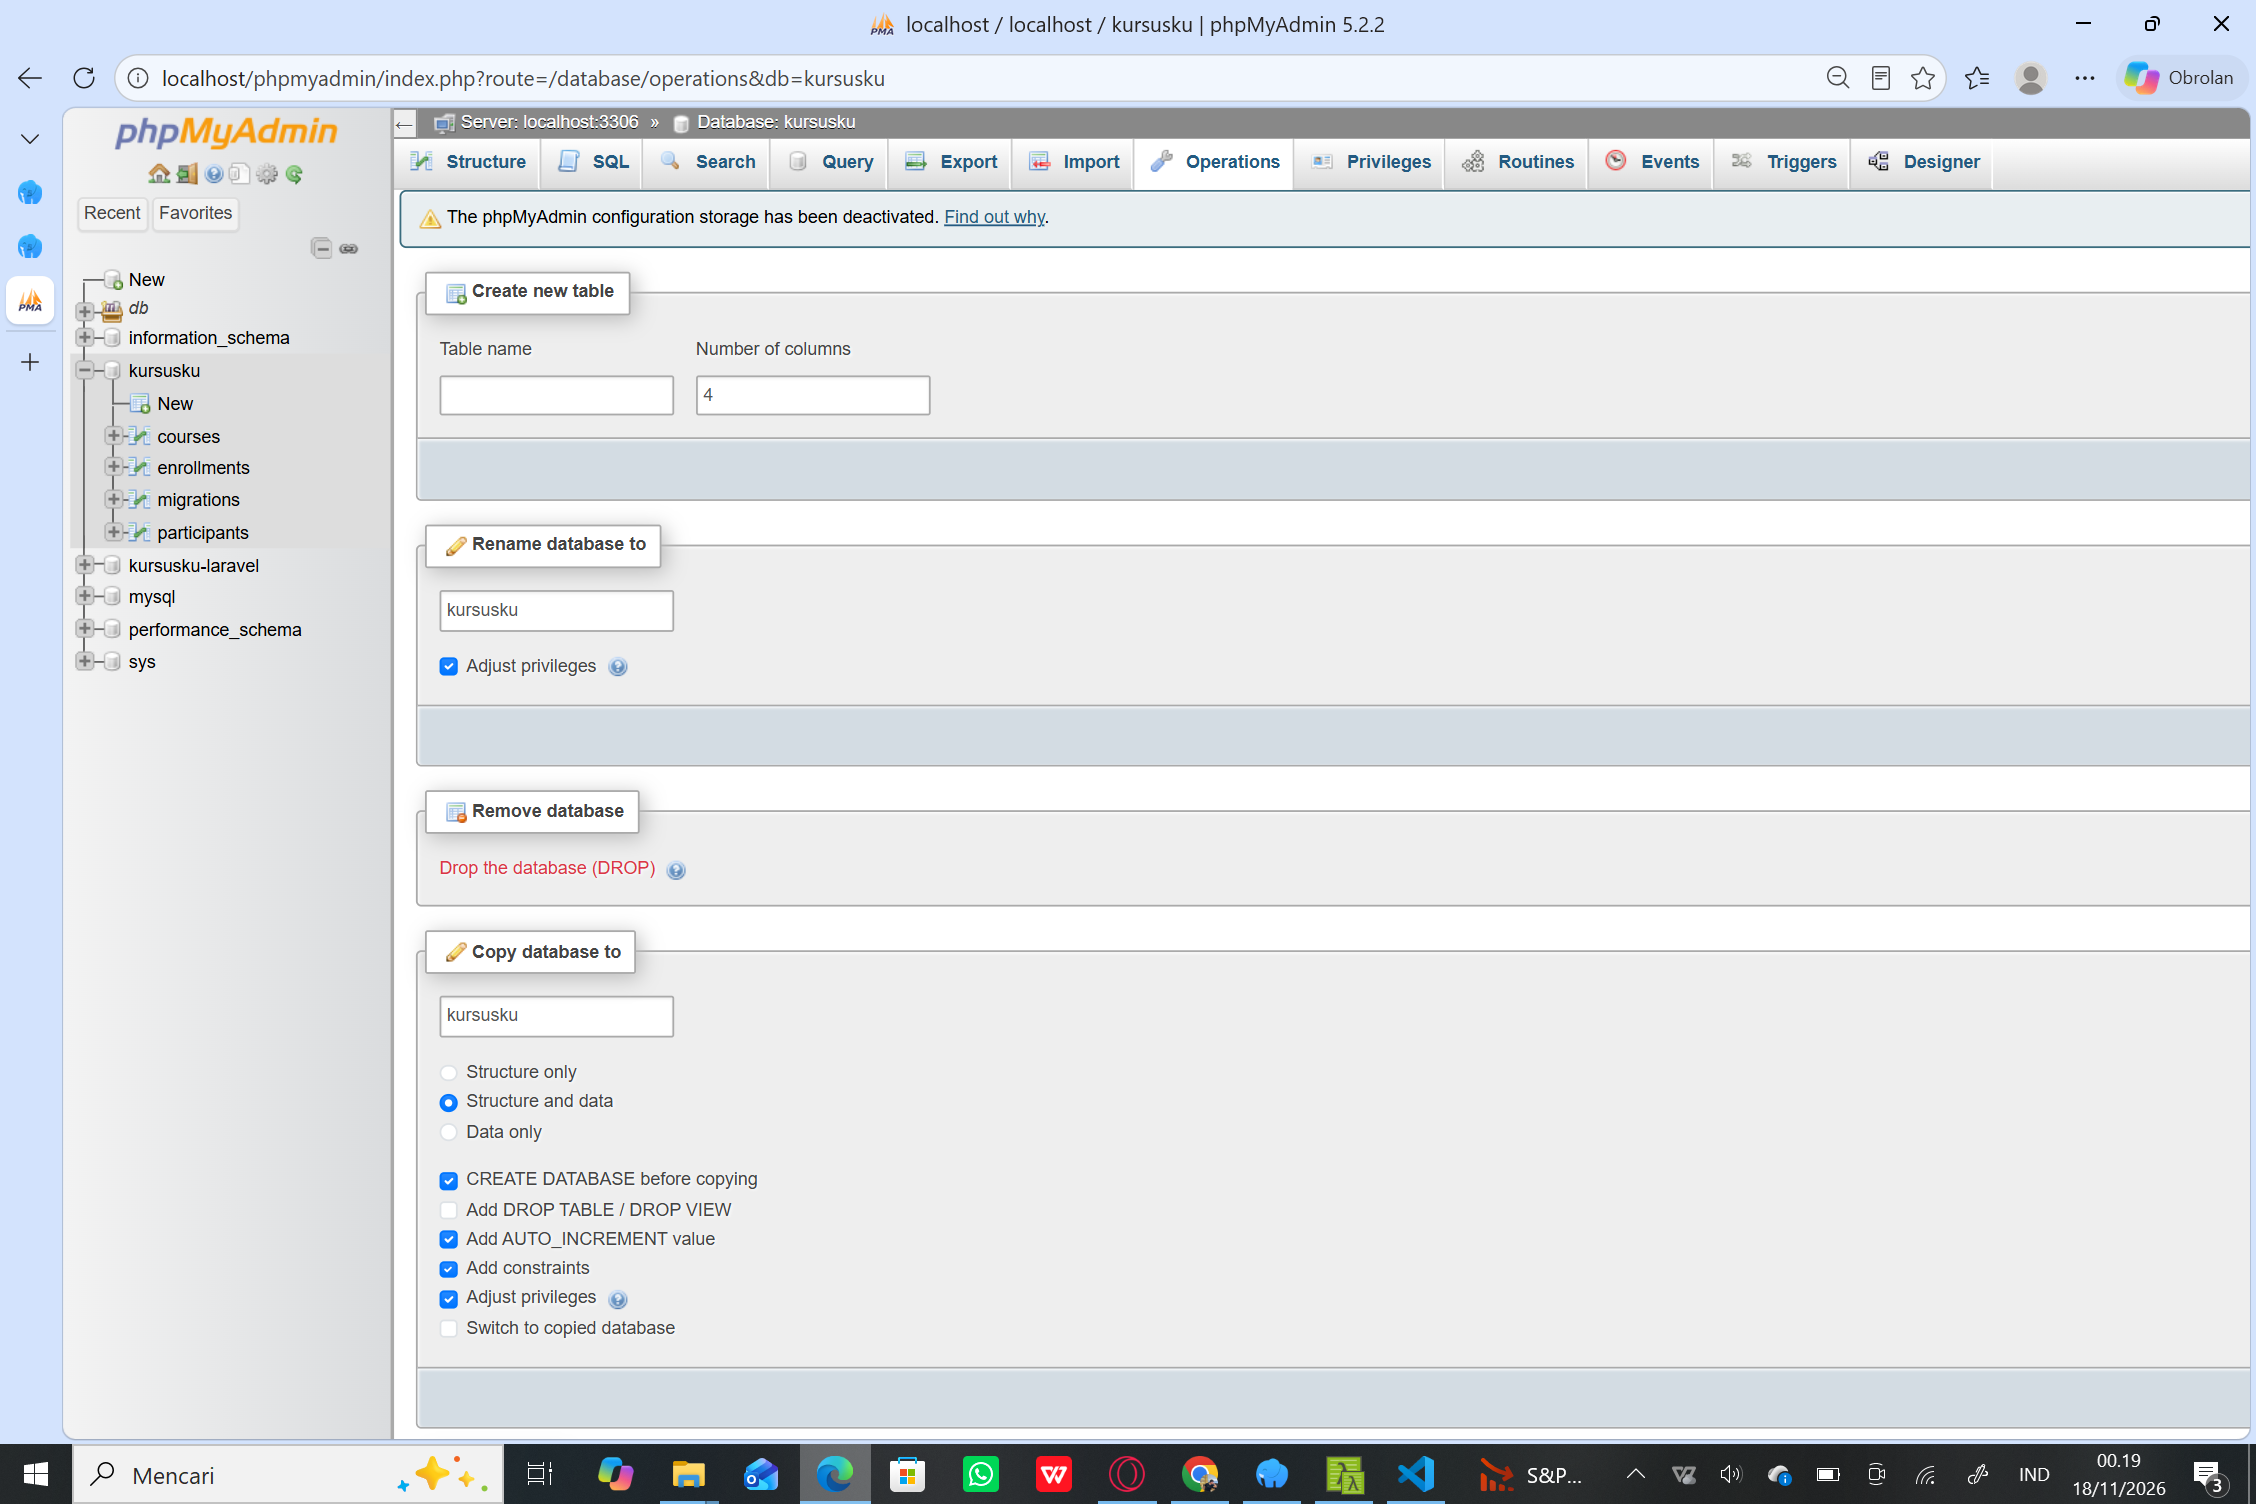 localhost / localhost / kursusku | phpMyAdmin 5.2.2
localhost/phpmyadmin/index.php?route=/database/operations&db=kursusku
Obrolan
phpMyAdmin
Server: localhost:3306 » Database: kursusku
Structure SQL Search Query Export Import Operations Privileges Routines Events Triggers Designer
Recent Favorites
The phpMyAdmin configuration storage has been deactivated. Find out why.
New
db
information_schema
kursusku
New
courses
enrollments
migrations
participants
kursusku-laravel
mysql
performance_schema
sys
PMA
Create new table
Table name Number of columns
4
Rename database to
kursusku
Adjust privileges
Remove database
Drop the database (DROP)
Copy database to
kursusku
Structure only
Structure and data
Data only
CREATE DATABASE before copying
Add DROP TABLE / DROP VIEW
Add AUTO_INCREMENT value
Add constraints
Adjust privileges
Switch to copied database
Mencari
S&P...
IND
00.19
18/11/2026
3